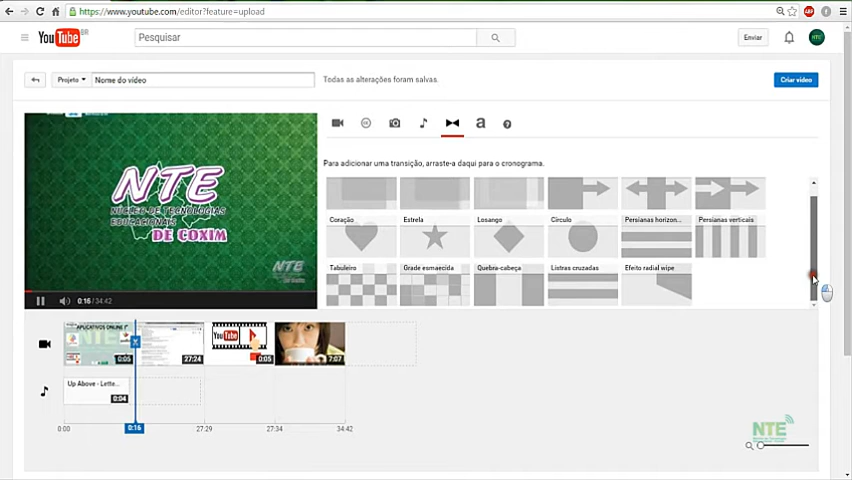 https://www.youtube.com/editor?feature=upload
ABP
YouTube BR
Pesquisar
Enviar
NTE
Projeto
Nome do vídeo
Todas as alterações foram salvas.
Criar vídeo
a
Para adicionar uma transição, arraste-a daqui para o cronograma.
NTE
NÚCLEO DE TECNOLOGIAS
EDUCACIONAIS
DE COXIM
NTE
0:16 / 34:42
Coração
Estrela
Losango
Círculo
Persianas horizon...
Persianas verticais
Tabuleiro
Grade esmaecida
Quebra-cabeça
Listras cruzadas
Efeito radial wipe
APLICATIVOS ONLINE
0:05
27:24
YouTube
0:05
7:07
Up Above - Lette...
0:04
0:00
0:16
27:29
27:34
34:42
NTE